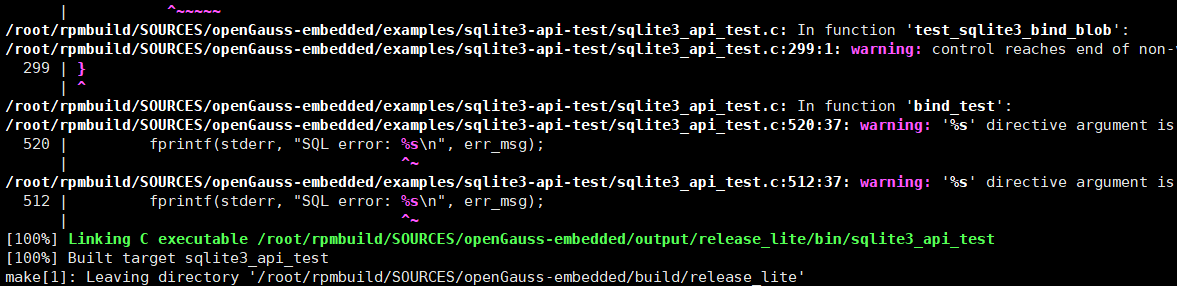 | ^~~~~~
/root/rpmbuild/SOURCES/openGauss-embedded/examples/sqlite3-api-test/sqlite3_api_test.c: In function 'test_sqlite3_bind_blob':
/root/rpmbuild/SOURCES/openGauss-embedded/examples/sqlite3-api-test/sqlite3_api_test.c:299:1: warning: control reaches end of non-
299 | }
| ^
/root/rpmbuild/SOURCES/openGauss-embedded/examples/sqlite3-api-test/sqlite3_api_test.c: In function 'bind_test':
/root/rpmbuild/SOURCES/openGauss-embedded/examples/sqlite3-api-test/sqlite3_api_test.c:520:37: warning: '%s' directive argument is
520 | fprintf(stderr, "SQL error: %s\n", err_msg);
| ^~
/root/rpmbuild/SOURCES/openGauss-embedded/examples/sqlite3-api-test/sqlite3_api_test.c:512:37: warning: '%s' directive argument is
512 | fprintf(stderr, "SQL error: %s\n", err_msg);
| ^~
[100%] Linking C executable /root/rpmbuild/SOURCES/openGauss-embedded/output/release_lite/bin/sqlite3_api_test
[100%] Built target sqlite3_api_test
make[1]: Leaving directory '/root/rpmbuild/SOURCES/openGauss-embedded/build/release_lite'